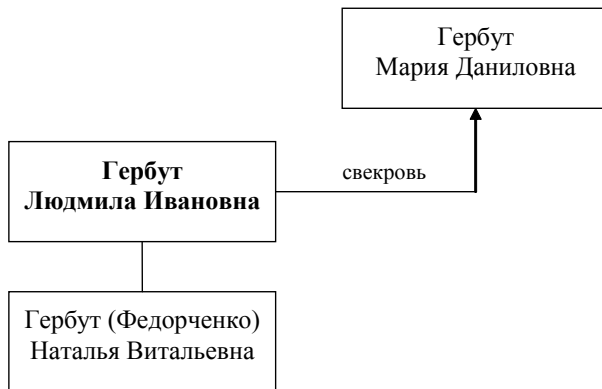 Гербут
Мария Даниловна
Гербут
Людмила Ивановна
свекровь
Гербут (Федорченко)
Наталья Витальевна